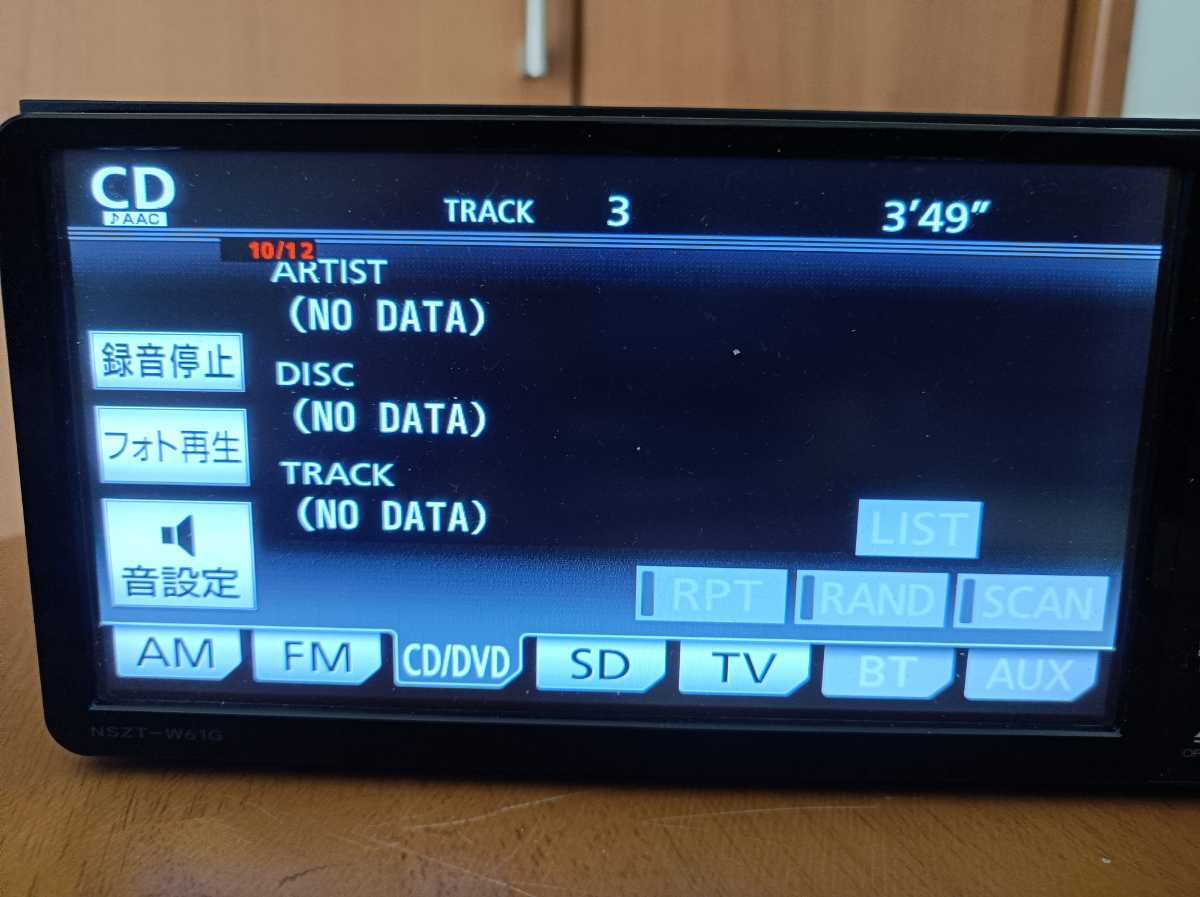 CD
♪AAC
TRACK 3 3'49"
10/12
ARTIST
(NO DATA)
録音停止
DISC
(NO DATA)
フォト再生
TRACK
(NO DATA)
LIST
音設定
RPT RAND SCAN
AM FM CD/DVD SD TV BT AUX
NSZT-W61G